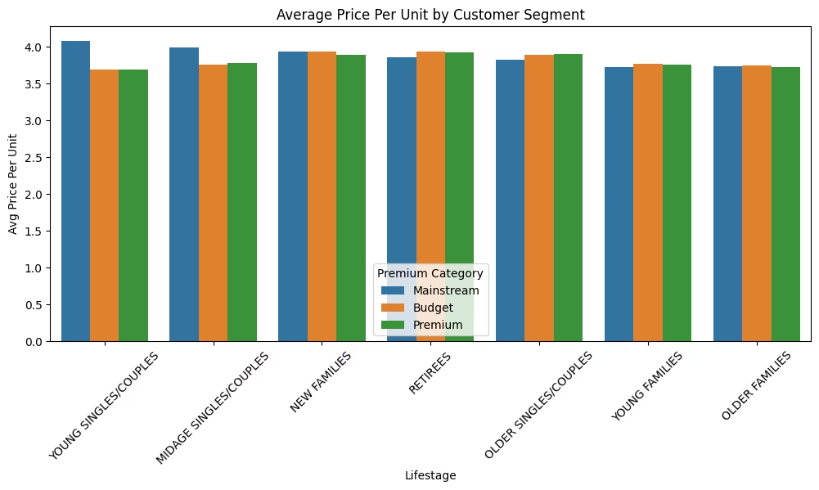 Average Price Per Unit by Customer Segment
Avg Price Per Unit
4.0
3.5
3.0
2.5
2.0
1.5
1.0
0.5
0.0
Premium Category
Mainstream
Budget
Premium
YOUNG SINGLES/COUPLES
MIDAGE SINGLES/COUPLES
NEW FAMILIES
RETIREES
OLDER SINGLES/COUPLES
YOUNG FAMILIES
OLDER FAMILIES
Lifestage